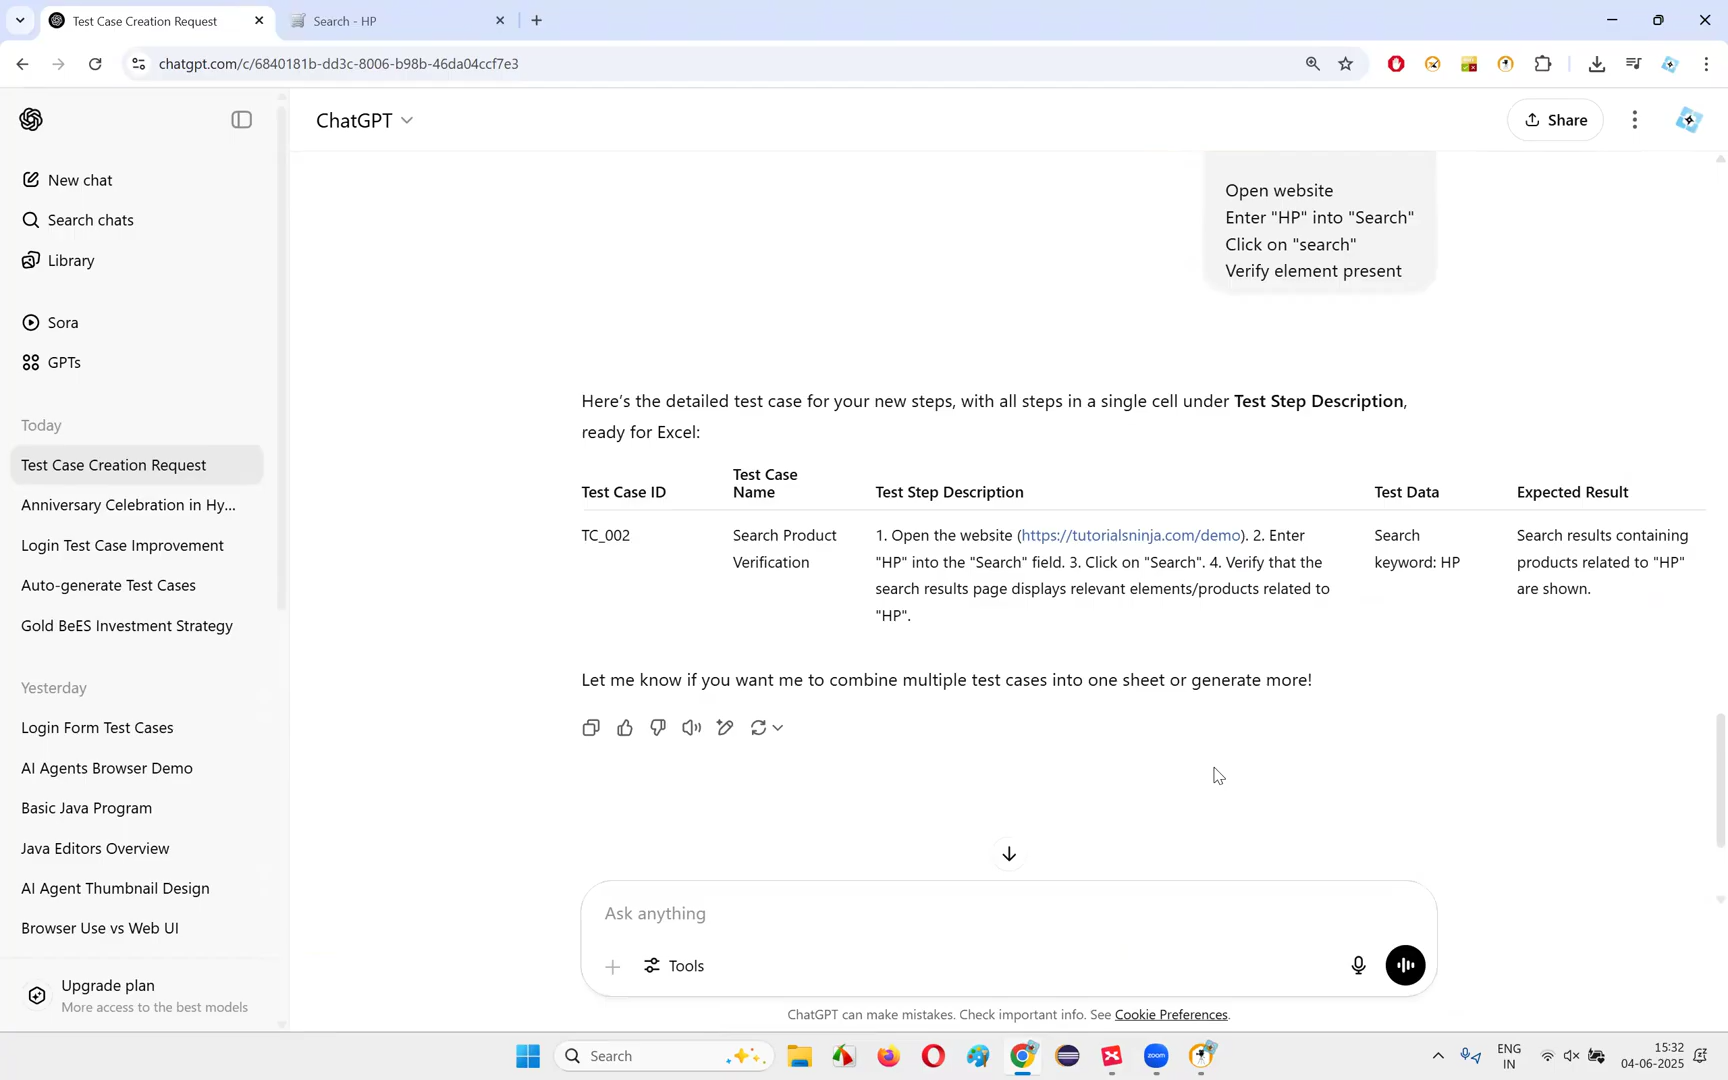 Test Case Creation Request
Search - HP
chatgpt.com/c/6840181b-dd3c-8006-b98b-46da04ccf7e3
ChatGPT
Share
New chat
Search chats
Library
Sora
GPTs
Today
Test Case Creation Request
Anniversary Celebration in Hy...
Login Test Case Improvement
Auto-generate Test Cases
Gold BeES Investment Strategy
Yesterday
Login Form Test Cases
AI Agents Browser Demo
Basic Java Program
Java Editors Overview
AI Agent Thumbnail Design
Browser Use vs Web UI
Upgrade plan
More access to the best models
Open website
Enter "HP" into "Search"
Click on "search"
Verify element present
Here's the detailed test case for your new steps, with all steps in a single cell under Test Step Description,
ready for Excel:
Test Case ID
Test Case
Name
Test Step Description
Test Data
Expected Result
TC_002
Search Product
Verification
1. Open the website (https://tutorialsninja.com/demo). 2. Enter
"HP" into the "Search" field. 3. Click on "Search". 4. Verify that the
search results page displays relevant elements/products related to
"HP".
Search
keyword: HP
Search results containing
products related to "HP"
are shown.
Let me know if you want me to combine multiple test cases into one sheet or generate more!
Ask anything
Tools
ChatGPT can make mistakes. Check important info. See Cookie Preferences.
Search
zoom
ENG
IN
15:32
04-06-2025